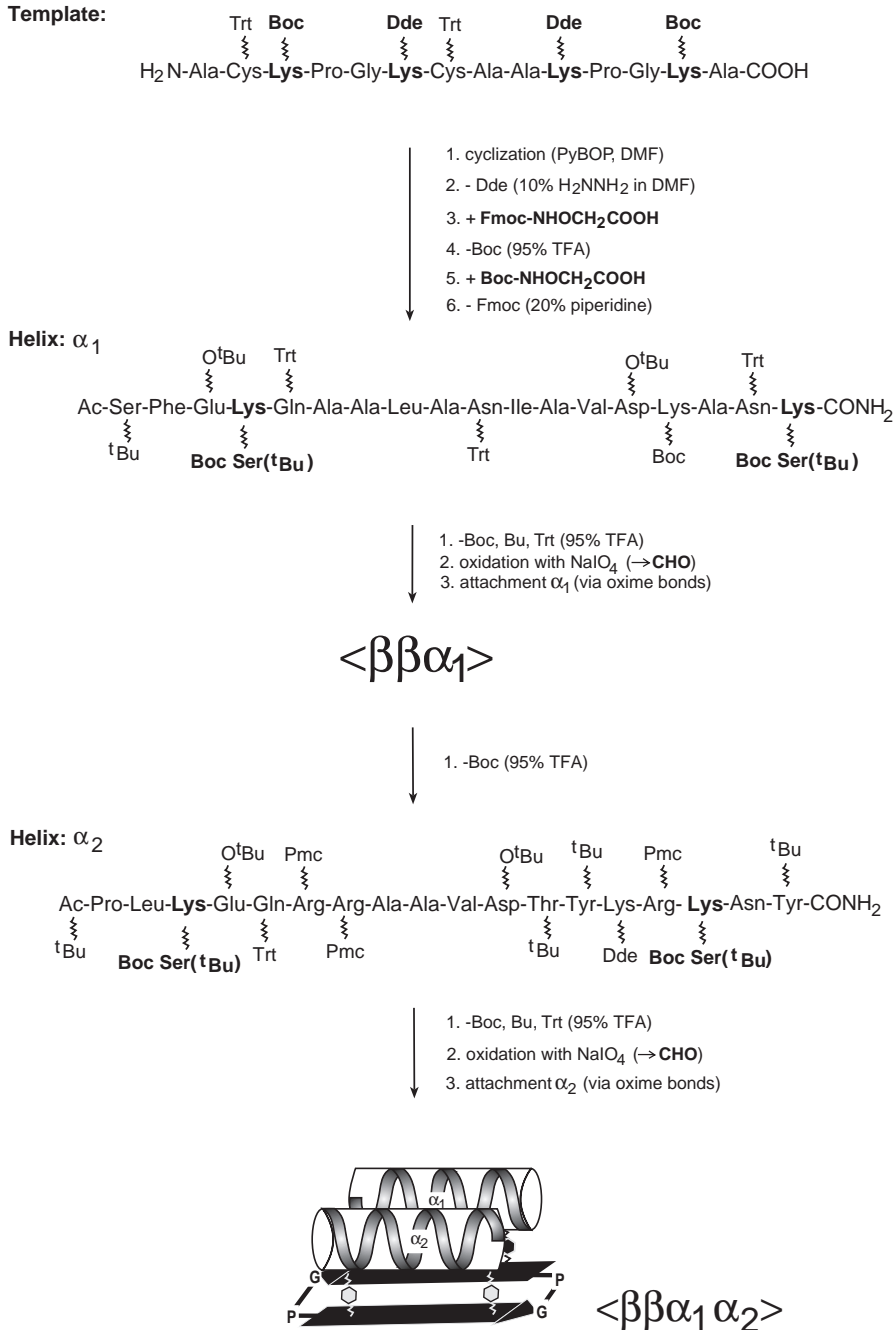 Template:
Trt Boc Dde Trt Dde Boc
H2N-Ala-Cys-Lys-Pro-Gly-Lys-Cys-Ala-Ala-Lys-Pro-Gly-Lys-Ala-COOH
1. cyclization (PyBOP, DMF)
2. - Dde (10% H2NNH2 in DMF)
3. + Fmoc-NHOCH2COOH
4. -Boc (95% TFA)
5. + Boc-NHOCH2COOH
6. - Fmoc (20% piperidine)
Helix: α1
OtBu Trt OtBu Trt
Ac-Ser-Phe-Glu-Lys-Gln-Ala-Ala-Leu-Ala-Asn-Ile-Ala-Val-Asp-Lys-Ala-Asn-Lys-CONH2
tBu Boc Ser(tBu) Trt Boc Boc Ser(tBu)
1. -Boc, Bu, Trt (95% TFA)
2. oxidation with NaIO4 (→CHO)
3. attachment α1 (via oxime bonds)
<ββα1>
1. -Boc (95% TFA)
Helix: α2
OtBu Pmc OtBu tBu Pmc tBu
Ac-Pro-Leu-Lys-Glu-Gln-Arg-Arg-Ala-Ala-Val-Asp-Thr-Tyr-Lys-Arg- Lys-Asn-Tyr-CONH2
tBu Boc Ser(tBu) Trt Pmc tBu Dde Boc Ser(tBu)
1. -Boc, Bu, Trt (95% TFA)
2. oxidation with NaIO4 (→CHO)
3. attachment α2 (via oxime bonds)
α1
α2
G P
P G
<ββα1 α2>